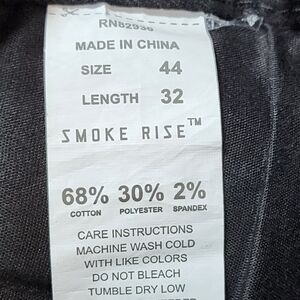 RN82936
MADE IN CHINA
SIZE 44
LENGTH 32
SMOKE RISE™
68% 30% 2%
COTTON POLYESTER SPANDEX
CARE INSTRUCTIONS
MACHINE WASH COLD
WITH LIKE COLORS
DO NOT BLEACH
TUMBLE DRY LOW